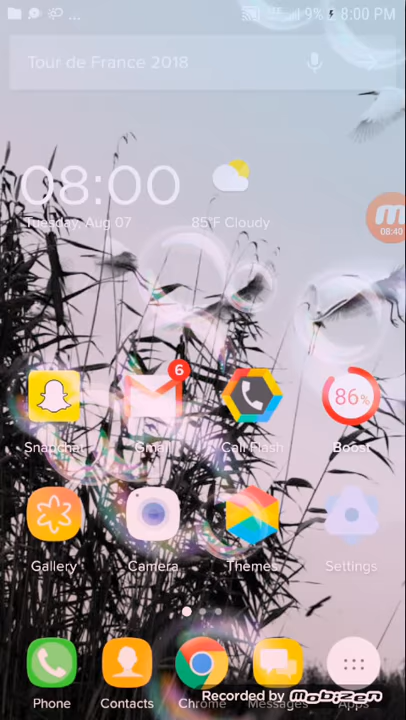 ... 9% 8:00 PM
Tour de France 2018
08:00
Tuesday, Aug 07 85°F Cloudy
08:40
6
86%
Snapchat Gmail Call Flash Boost
Gallery Camera Themes Settings
Phone Contacts Chrome Messages Apps
Recorded by Mobizen